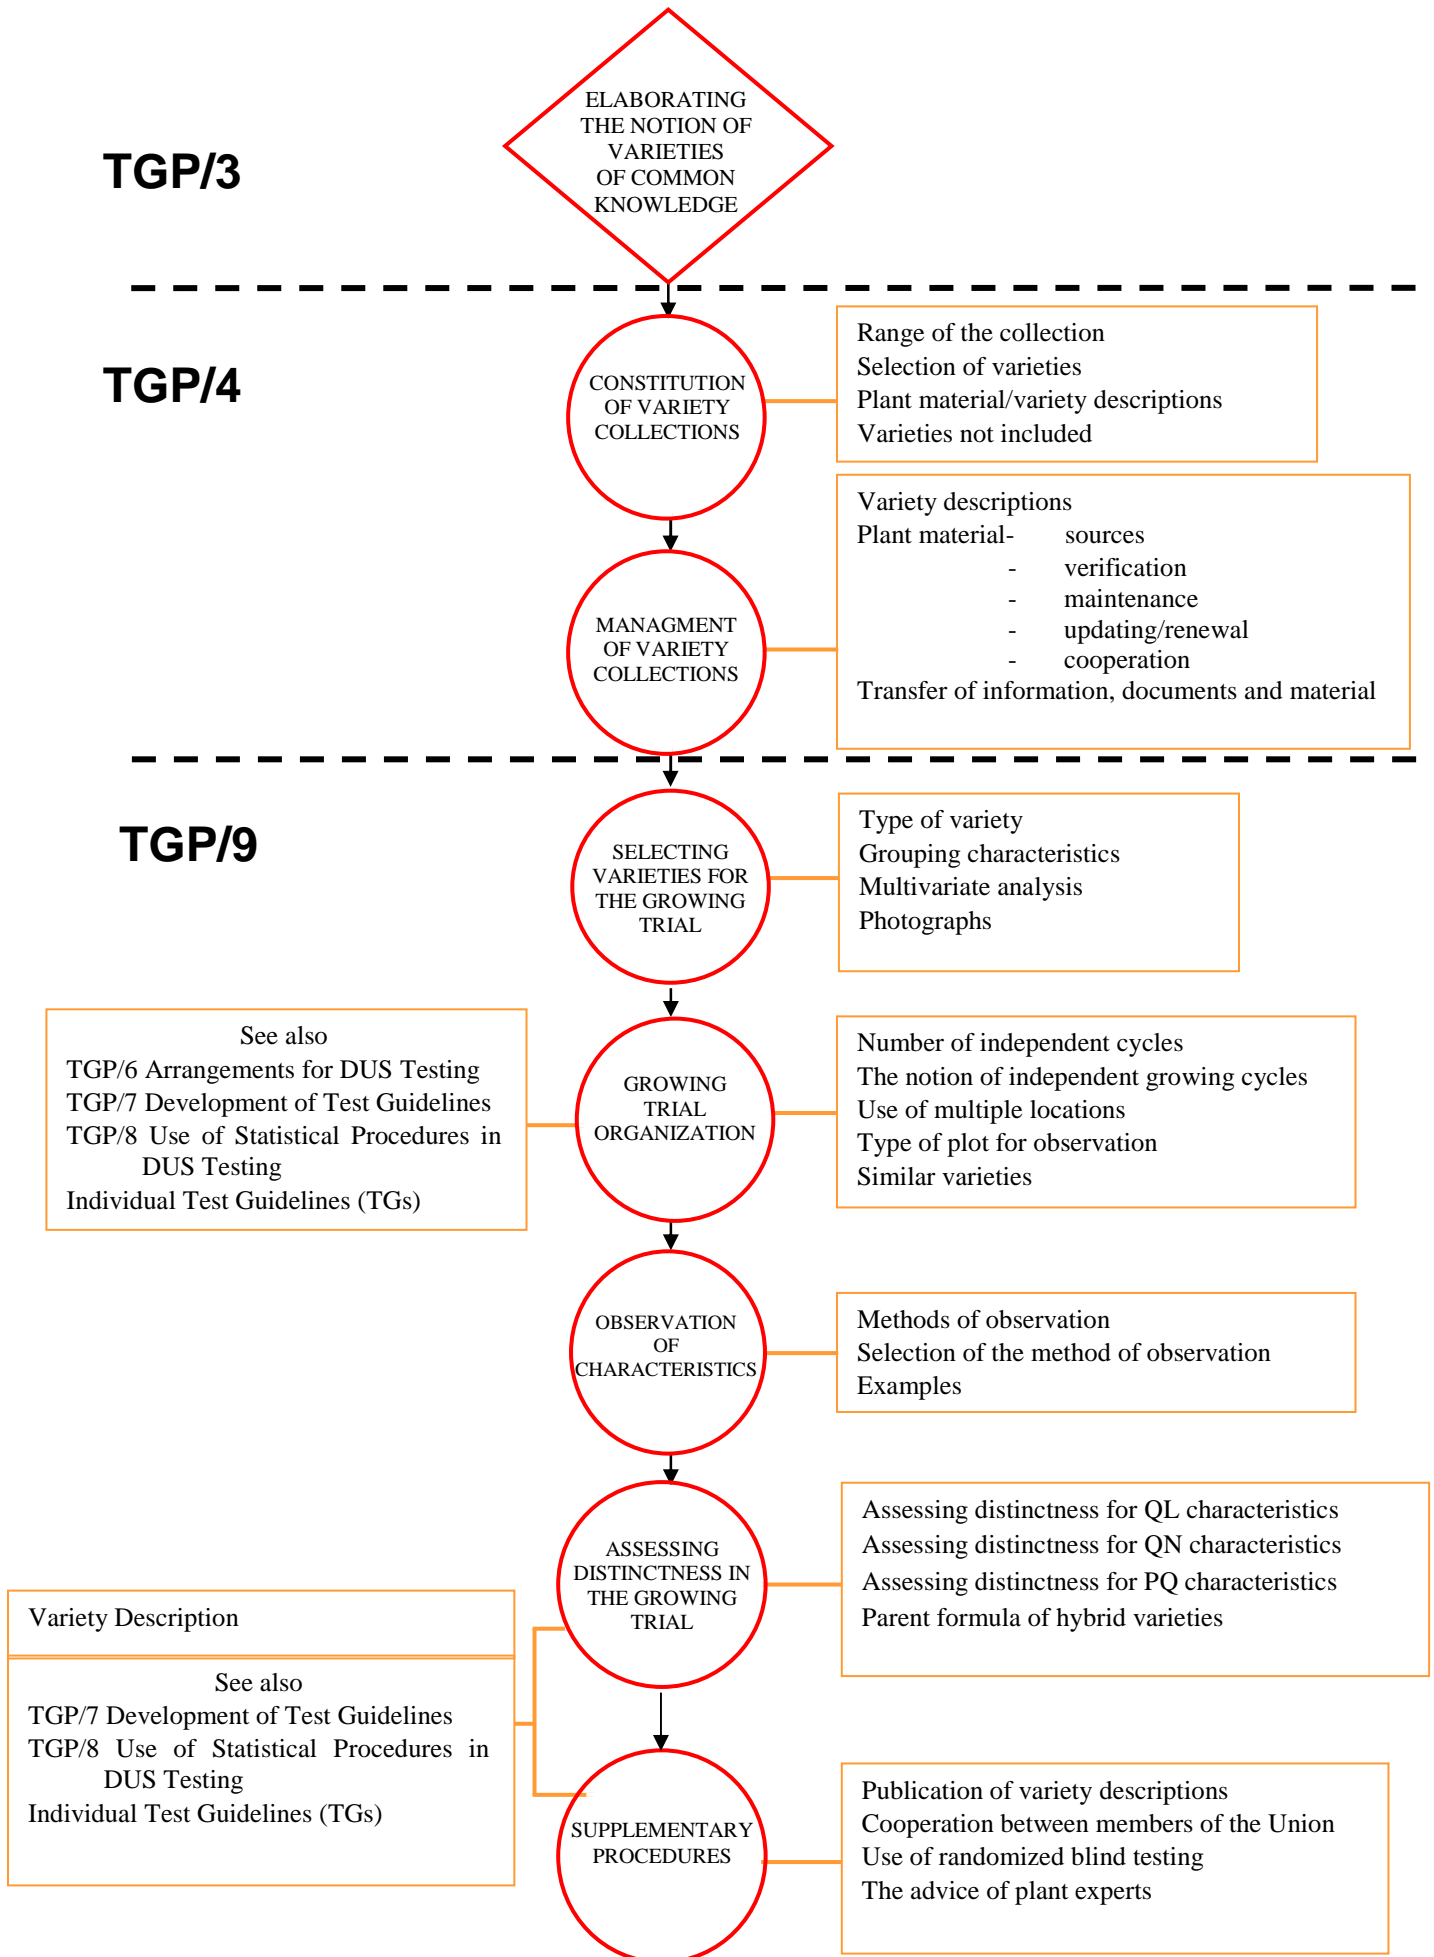 TGP/3
ELABORATING
THE NOTION OF
VARIETIES
OF COMMON
KNOWLEDGE
TGP/4
CONSTITUTION
OF VARIETY
COLLECTIONS
Range of the collection
Selection of varieties
Plant material/variety descriptions
Varieties not included
MANAGMENT
OF VARIETY
COLLECTIONS
Variety descriptions
Plant material- sources
- verification
- maintenance
- updating/renewal
- cooperation
Transfer of information, documents and material
TGP/9
SELECTING
VARIETIES FOR
THE GROWING
TRIAL
Type of variety
Grouping characteristics
Multivariate analysis
Photographs
See also
TGP/6 Arrangements for DUS Testing
TGP/7 Development of Test Guidelines
TGP/8 Use of Statistical Procedures in
DUS Testing
Individual Test Guidelines (TGs)
GROWING
TRIAL
ORGANIZATION
Number of independent cycles
The notion of independent growing cycles
Use of multiple locations
Type of plot for observation
Similar varieties
OBSERVATION
OF
CHARACTERISTICS
Methods of observation
Selection of the method of observation
Examples
ASSESSING
DISTINCTNESS IN
THE GROWING
TRIAL
Assessing distinctness for QL characteristics
Assessing distinctness for QN characteristics
Assessing distinctness for PQ characteristics
Parent formula of hybrid varieties
Variety Description
See also
TGP/7 Development of Test Guidelines
TGP/8 Use of Statistical Procedures in
DUS Testing
Individual Test Guidelines (TGs)
SUPPLEMENTARY
PROCEDURES
Publication of variety descriptions
Cooperation between members of the Union
Use of randomized blind testing
The advice of plant experts